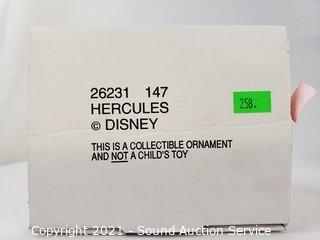 26231 147
HERCULES
© DISNEY
258.
THIS IS A COLLECTIBLE ORNAMENT
AND NOT A CHILD'S TOY
Copyright 2021 - Sound Auction Service